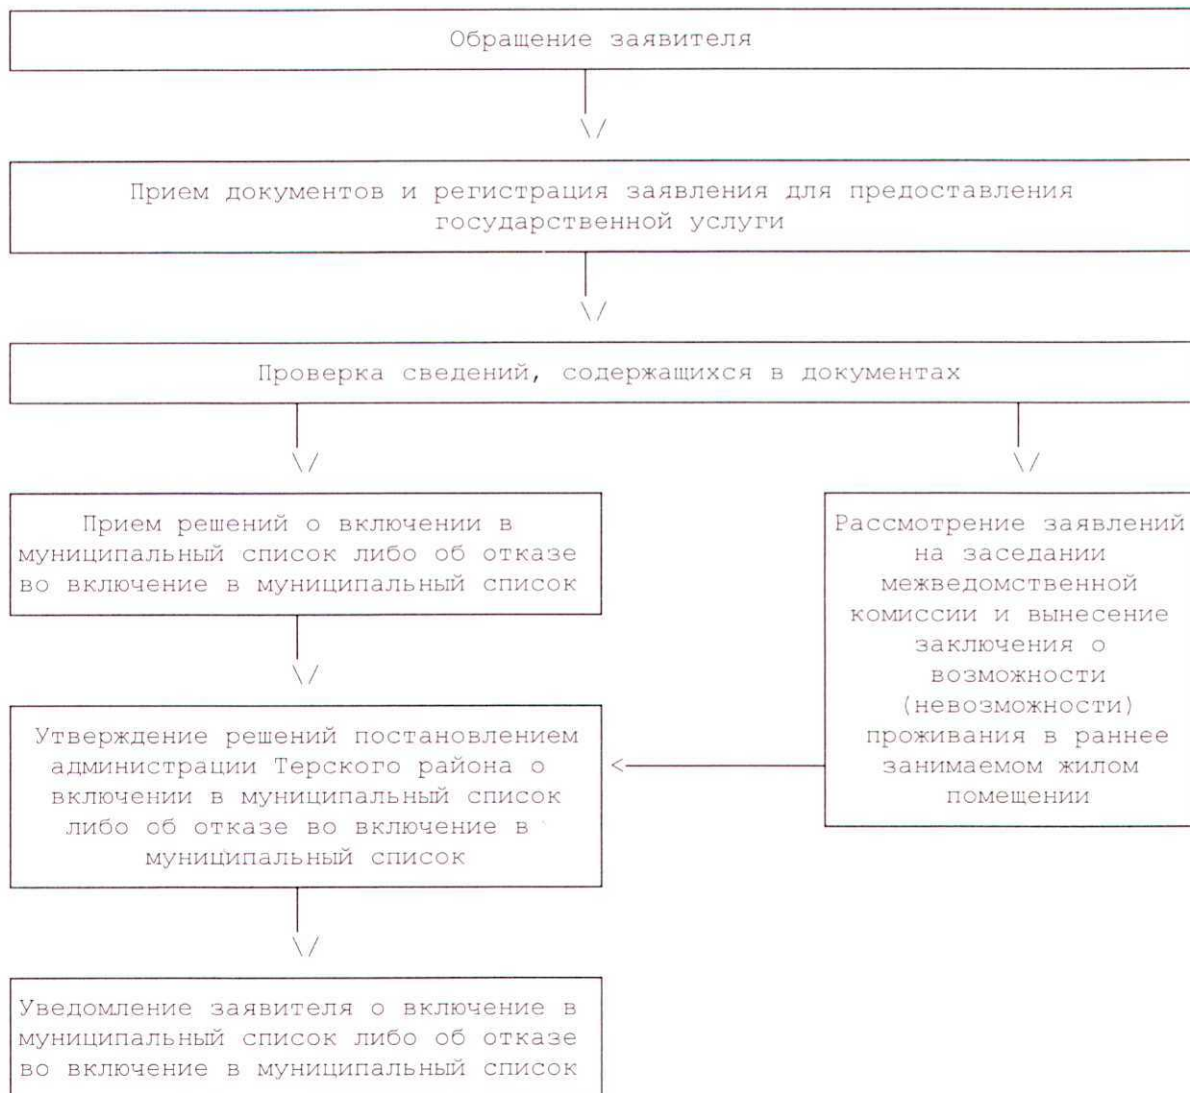 Обращение заявителя
\/
Прием документов и регистрация заявления для предоставления
государственной услуги
\/
Проверка сведений, содержащихся в документах
\/
\/
Прием решений о включении в
муниципальный список либо об отказе
во включение в муниципальный список
Рассмотрение заявлений
на заседании
межведомственной
комиссии и вынесение
заключения о
возможности
(невозможности)
проживания в раннее
занимаемом жилом
помещении
\/
Утверждение решений постановлением
администрации Терского района о
включении в муниципальный список
либо об отказе во включение в
муниципальный список
<
\/
Уведомление заявителя о включение в
муниципальный список либо об отказе
во включение в муниципальный список